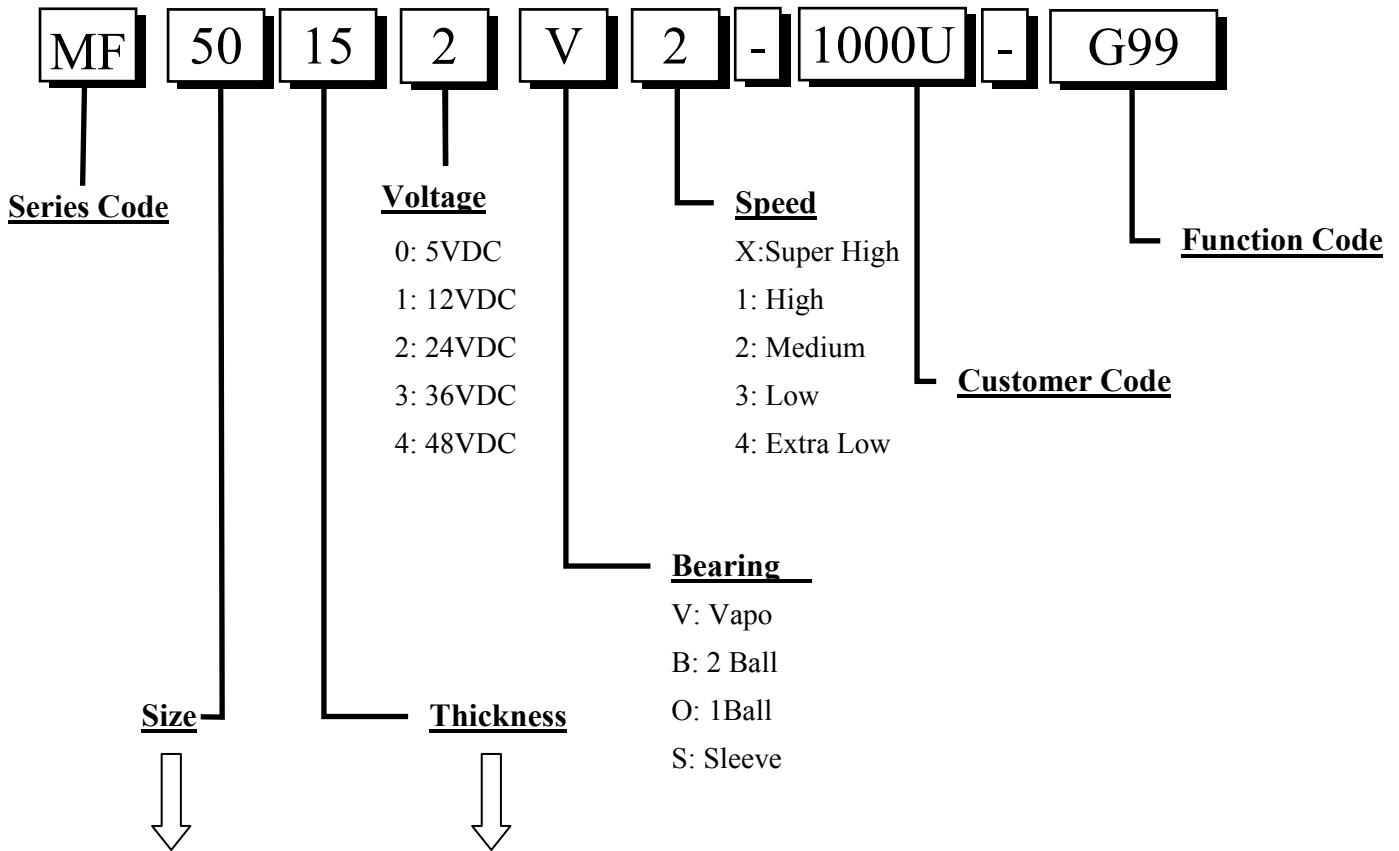 MF 50 15 2 V 2 - 1000U - G99
Series Code
Voltage
0: 5VDC
1: 12VDC
2: 24VDC
3: 36VDC
4: 48VDC
Speed
X:Super High
1: High
2: Medium
3: Low
4: Extra Low
Function Code
Customer Code
Bearing
V: Vapo
B: 2 Ball
O: 1Ball
S: Sleeve
Size
Thickness